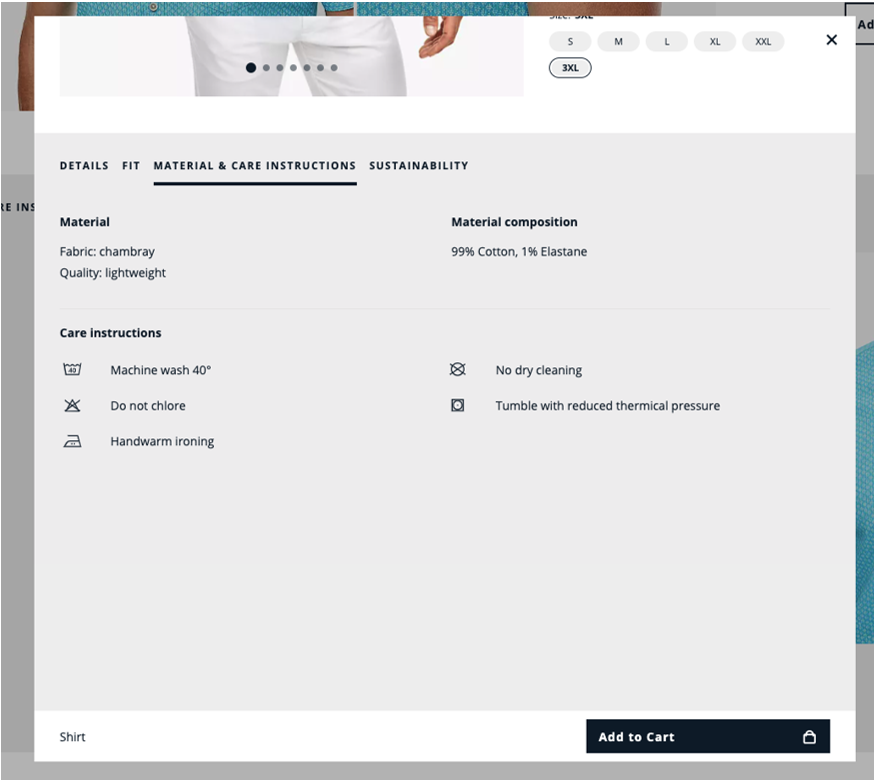 Size: 3XL
Ad
S M L XL XXL
3XL
DETAILS FIT MATERIAL & CARE INSTRUCTIONS SUSTAINABILITY
RE INS
Material Material composition
Fabric: chambray 99% Cotton, 1% Elastane
Quality: lightweight
Care instructions
40 Machine wash 40° No dry cleaning
Do not chlore Tumble with reduced thermical pressure
Handwarm ironing
Shirt Add to Cart